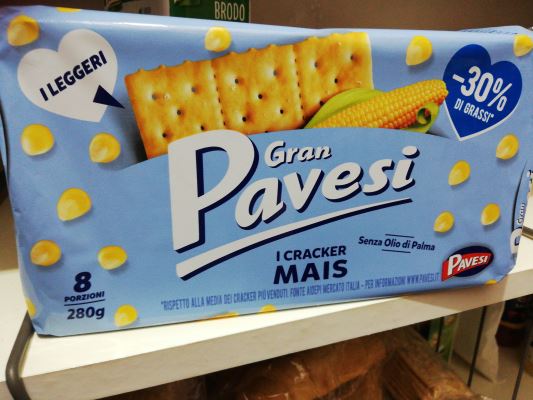 BRODO
I LEGGERI
-30%
DI GRASSI*
Gran
Pavesi
I CRACKER
MAIS
Senza Olio di Palma
PAVESI
8
PORZIONI
280g
*RISPETTO ALLA MEDIA DEI CRACKER PIÙ VENDUTI. FONTE AIDEPI MERCATO ITALIA - PER INFORMAZIONI WWW.PAVESI.IT